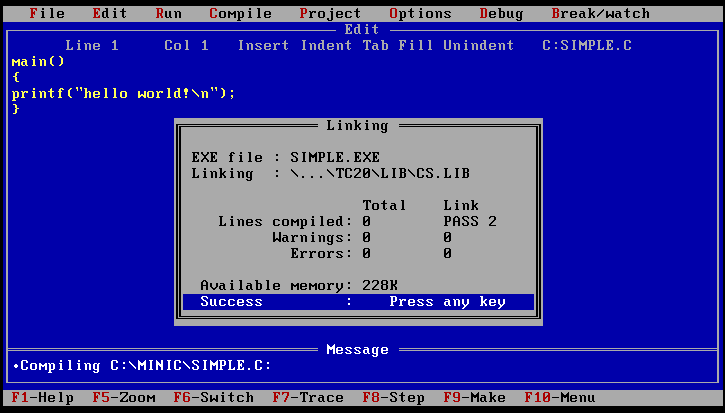 File Edit Run Compile Project Options Debug Break/watch
Edit
Line 1 Col 1 Insert Indent Tab Fill Unindent C:SIMPLE.C
main()
{
printf("hello world!\n");
}
Linking
EXE file : SIMPLE.EXE
Linking : \...\TC20\LIB\CS.LIB
Total Link
Lines compiled: 0 PASS 2
Warnings: 0 0
Errors: 0 0
Available memory: 228K
Success : Press any key
Message
•Compiling C:\MINIC\SIMPLE.C:
F1-Help F5-Zoom F6-Switch F7-Trace F8-Step F9-Make F10-Menu